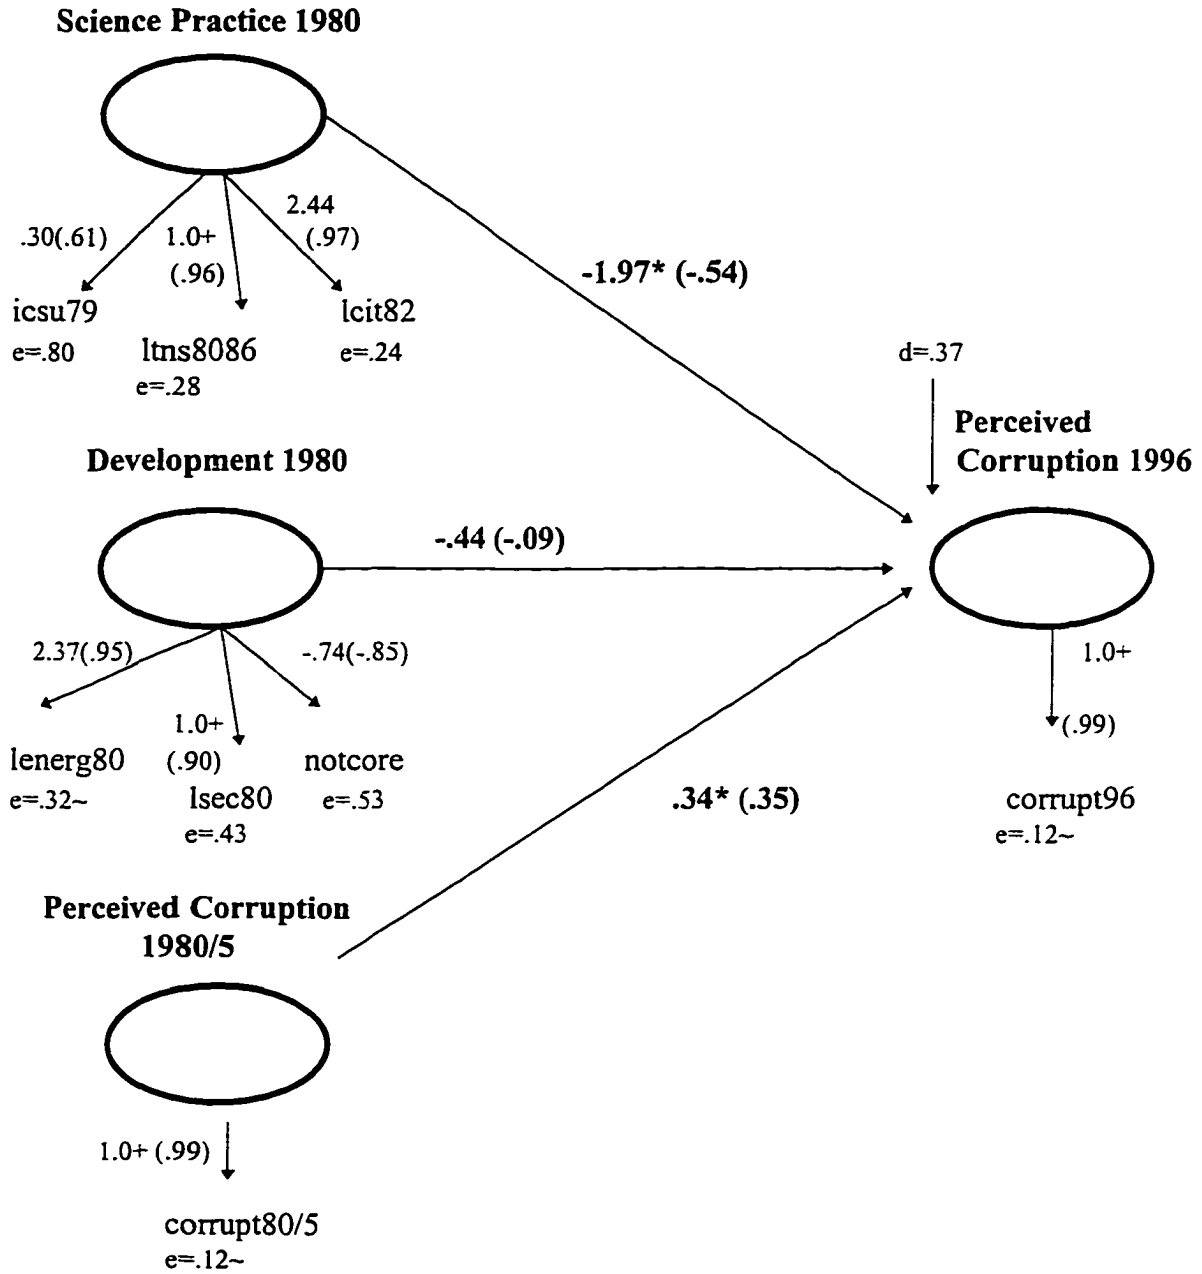 Science Practice 1980
.30(.61)
1.0+
(.96)
2.44
(.97)
icsu79
e=.80
ltns8086
e=.28
lcit82
e=.24
-1.97* (-.54)
d=.37
Perceived
Corruption 1996
Development 1980
-.44 (-.09)
2.37(.95)
1.0+
(.90)
-.74(-.85)
lenerg80
e=.32~
lsec80
e=.43
notcore
e=.53
1.0+
(.99)
corrupt96
e=.12~
.34* (.35)
Perceived Corruption
1980/5
1.0+ (.99)
corrupt80/5
e=.12~